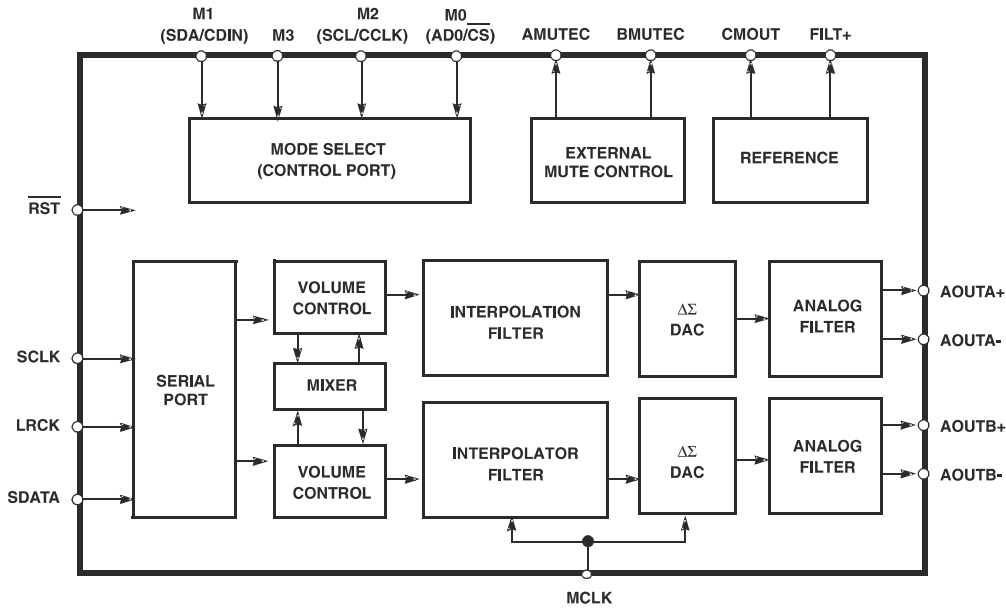 M1
(SDA/CDIN)
M3
M2
(SCL/CCLK)
M0
(AD0/CS)
AMUTEC
BMUTEC
CMOUT
FILT+
MODE SELECT
(CONTROL PORT)
EXTERNAL
MUTE CONTROL
REFERENCE
RST
SCLK
LRCK
SDATA
SERIAL
PORT
VOLUME
CONTROL
MIXER
VOLUME
CONTROL
INTERPOLATION
FILTER
INTERPOLATOR
FILTER
ΔΣ
DAC
ΔΣ
DAC
ANALOG
FILTER
ANALOG
FILTER
AOUTA+
AOUTA-
AOUTB+
AOUTB-
MCLK